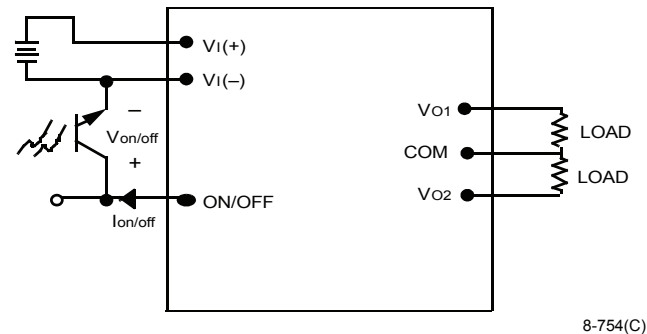 VI(+)
VI(–)
–
Von/off
+
Ion/off
ON/OFF
VO1
COM
VO2
LOAD
LOAD
8-754(C)